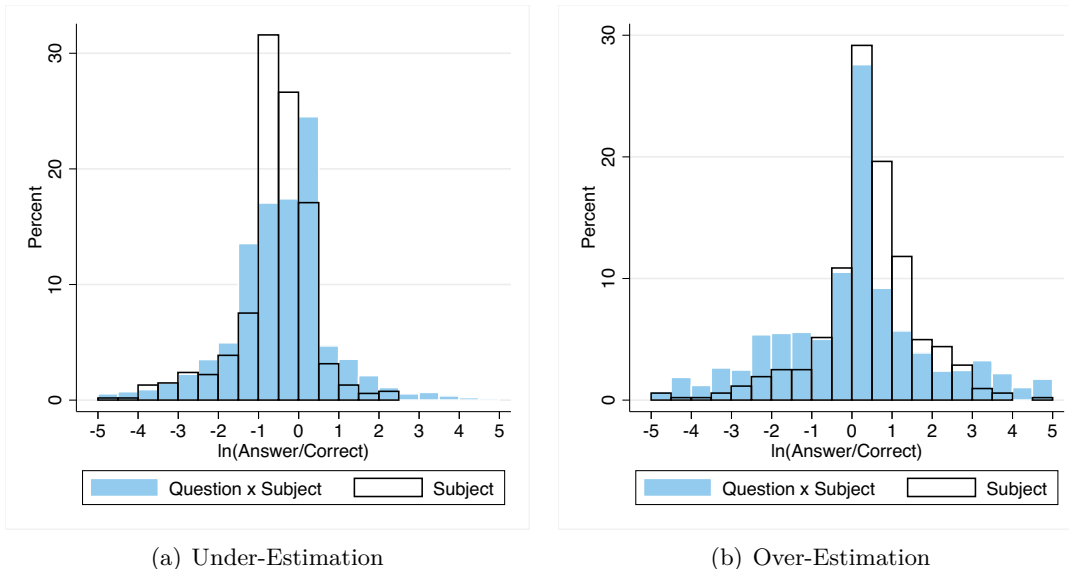 Percent
30
20
10
0
-5 -4 -3 -2 -1 0 1 2 3 4 5
ln(Answer/Correct)
Question x Subject Subject
(a) Under-Estimation
Percent
30
20
10
0
-5 -4 -3 -2 -1 0 1 2 3 4 5
ln(Answer/Correct)
Question x Subject Subject
(b) Over-Estimation